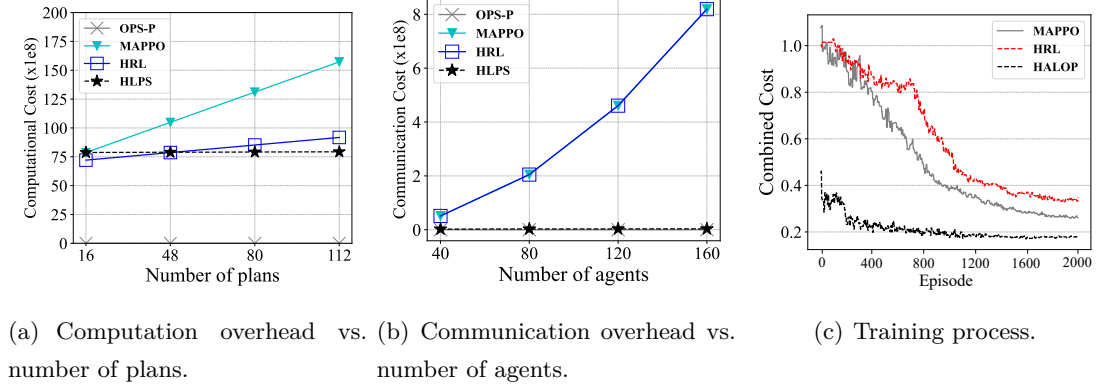 200
175
150
125
100
75
50
25
0
Computational Cost (x1e8)
OPS-P
MAPPO
HRL
HLPS
16
48
80
112
Number of plans
8
6
4
2
0
Communication Cost (x1e8)
OPS-P
MAPPO
HRL
HLPS
40
80
120
160
Number of agents
1.0
0.8
0.6
0.4
0.2
Combined Cost
MAPPO
HRL
HALOP
0
400
800
1200
1600
2000
Episode
(a) Computation overhead vs.
number of plans.
(b) Communication overhead vs.
number of agents.
(c) Training process.